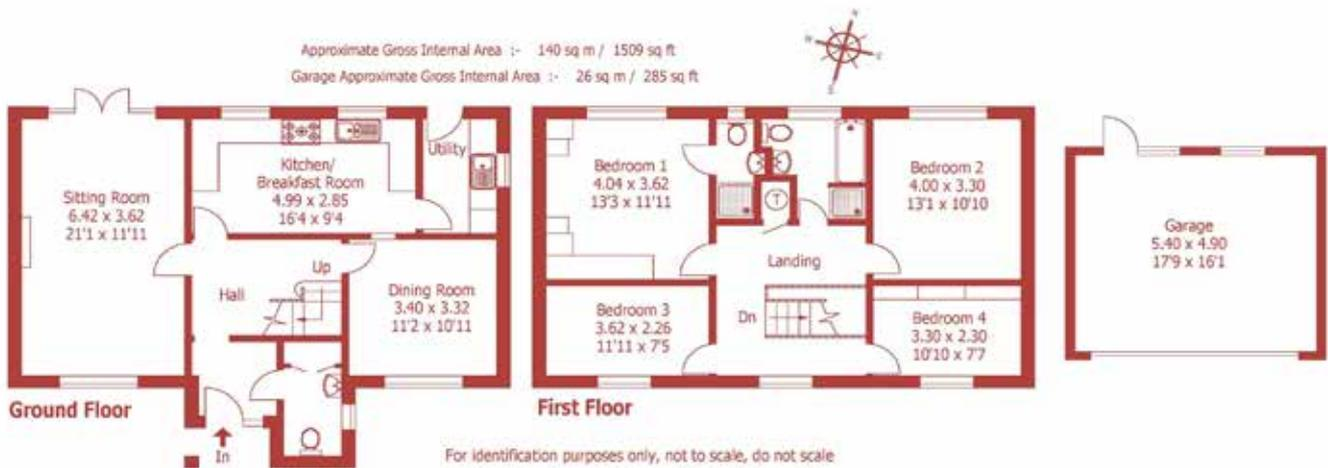 Approximate Gross Internal Area :- 140 sq m / 1509 sq ft
Garage Approximate Gross Internal Area :- 26 sq m / 285 sq ft
N
E
S
W
Sitting Room
6.42 x 3.62
21'1 x 11'11
Kitchen/
Breakfast Room
4.99 x 2.85
16'4 x 9'4
Utility
Hall
Up
Dining Room
3.40 x 3.32
11'2 x 10'11
In
Ground Floor
Bedroom 1
4.04 x 3.62
13'3 x 11'11
T
Bedroom 2
4.00 x 3.30
13'1 x 10'10
Landing
Dn
Bedroom 3
3.62 x 2.26
11'11 x 7'5
Bedroom 4
3.30 x 2.30
10'10 x 7'7
First Floor
Garage
5.40 x 4.90
17'9 x 16'1
For identification purposes only, not to scale, do not scale